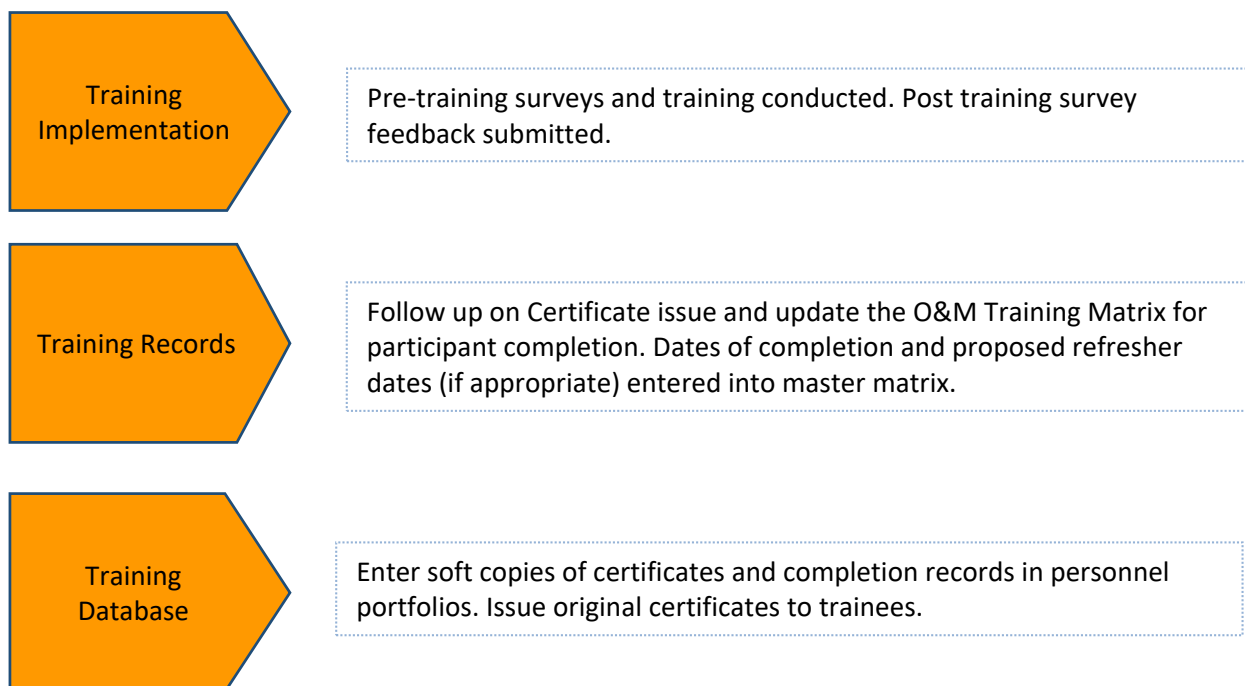 Training
Implementation
Pre-training surveys and training conducted. Post training survey
feedback submitted.
Training Records
Follow up on Certificate issue and update the O&M Training Matrix for
participant completion. Dates of completion and proposed refresher
dates (if appropriate) entered into master matrix.
Training
Database
Enter soft copies of certificates and completion records in personnel
portfolios. Issue original certificates to trainees.